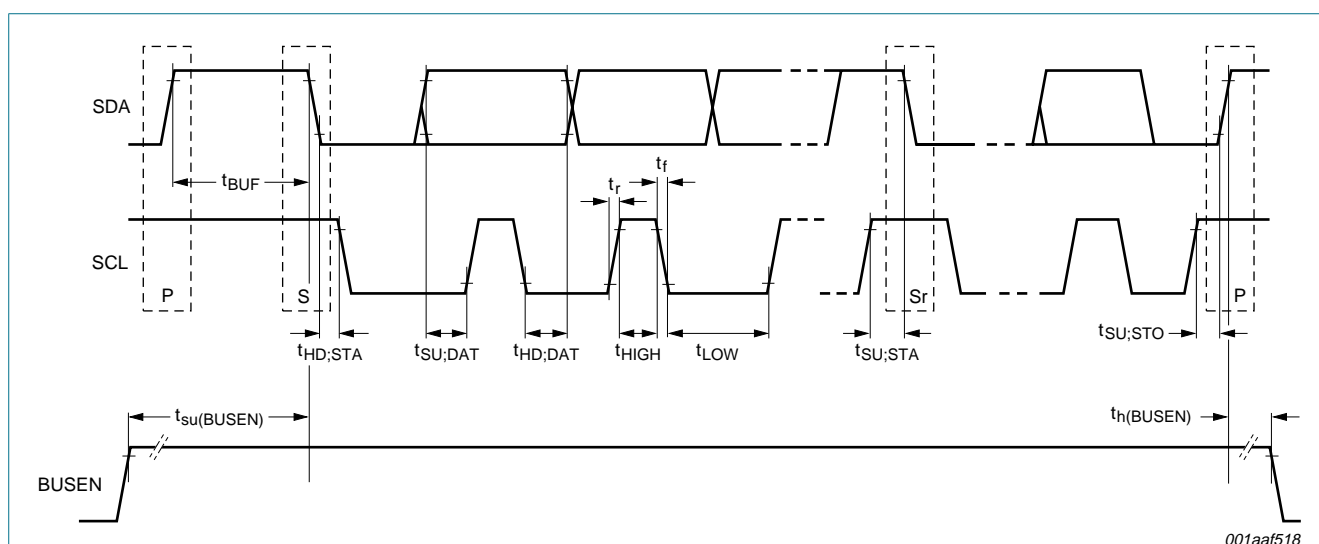 SDA
t_BUF
t_f
t_r
SCL
P
S
Sr
P
t_HD;STA
t_SU;DAT
t_HD;DAT
t_HIGH
t_LOW
t_SU;STA
t_SU;STO
t_su(BUSEN)
t_h(BUSEN)
BUSEN
001aaf518